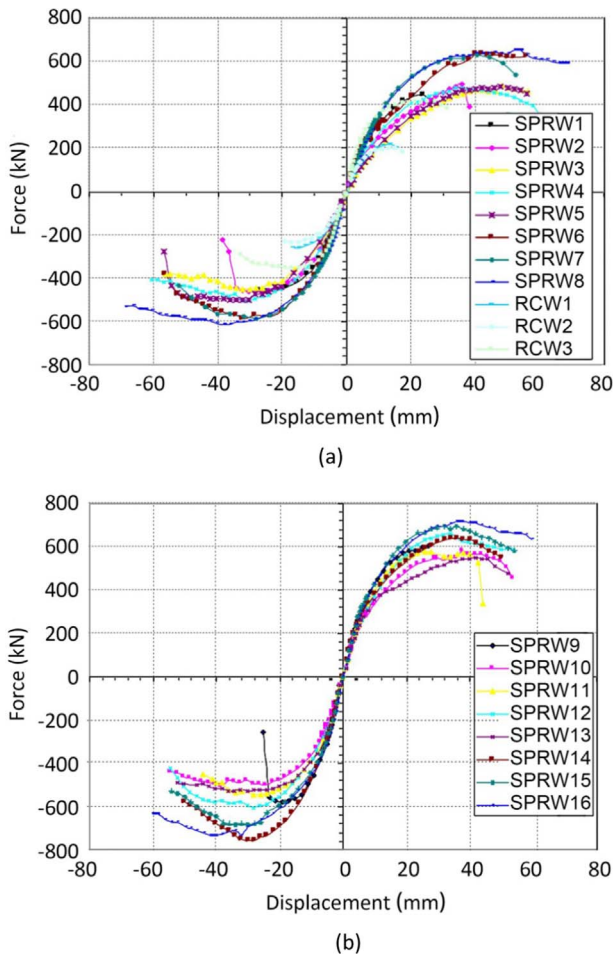 800
600
400
200
0
-200
-400
-600
-800
Force (kN)
-80 -60 -40 -20 0 20 40 60 80
Displacement (mm)
SPRW1
SPRW2
SPRW3
SPRW4
SPRW5
SPRW6
SPRW7
SPRW8
RCW1
RCW2
RCW3
(a)
800
600
400
200
0
-200
-400
-600
-800
Force (kN)
-80 -60 -40 -20 0 20 40 60 80
Displacement (mm)
SPRW9
SPRW10
SPRW11
SPRW12
SPRW13
SPRW14
SPRW15
SPRW16
(b)